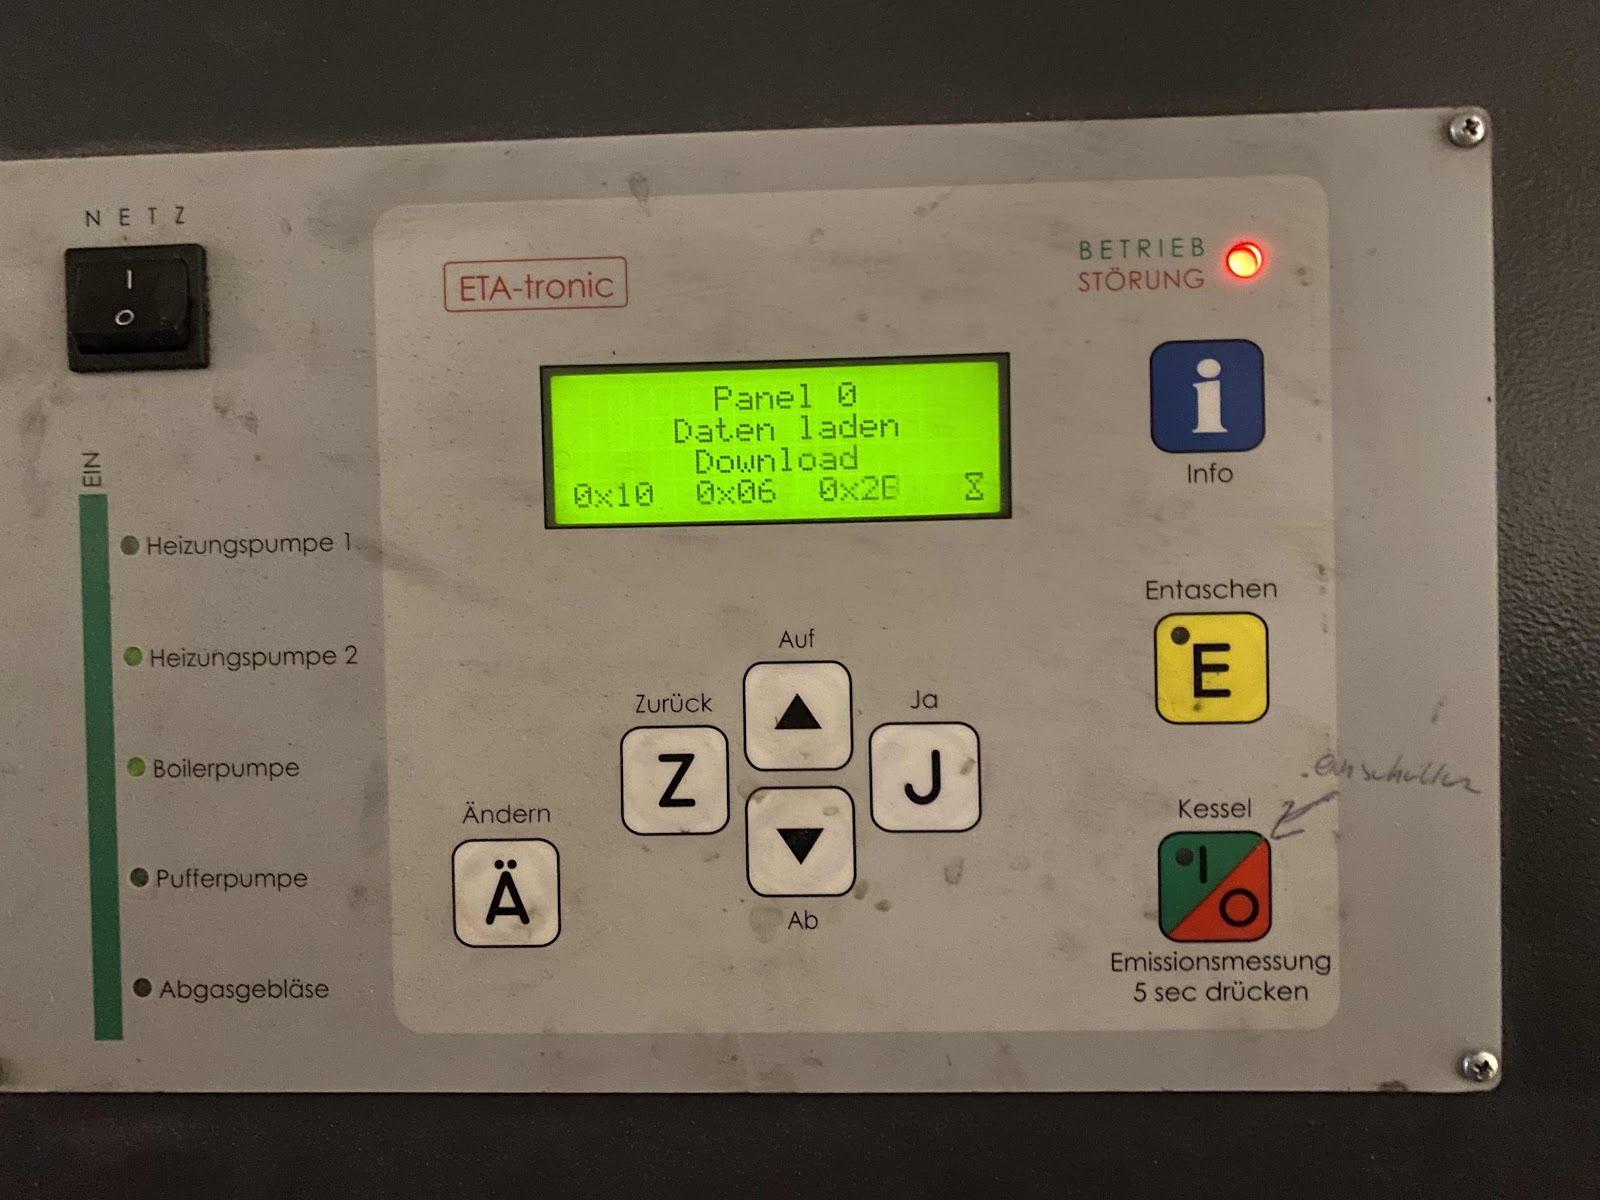 NETZ
I
O
EIN
Heizungspumpe 1
Heizungspumpe 2
Boilerpumpe
Pufferpumpe
Abgasgebläse
ETA-tronic
BETRIEB
STÖRUNG
Panel 0
Daten laden
Download
0x10 0x06 0x2B
i
Info
Entaschen
E
Auf
Zurück
Z
Ja
J
Ab
Ändern
Ä
einschalten
Kessel
I
O
Emissionsmessung
5 sec drücken